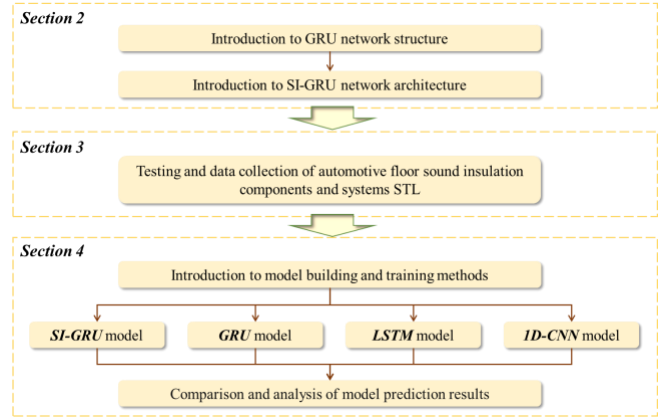 Section 2
Introduction to GRU network structure
Introduction to SI-GRU network architecture
Section 3
Testing and data collection of automotive floor sound insulation
components and systems STL
Section 4
Introduction to model building and training methods
SI-GRU model
GRU model
LSTM model
1D-CNN model
Comparison and analysis of model prediction results